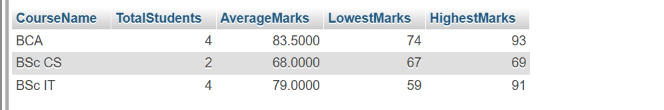 CourseName TotalStudents AverageMarks LowestMarks HighestMarks
BCA 4 83.5000 74 93
BSc CS 2 68.0000 67 69
BSc IT 4 79.0000 59 91